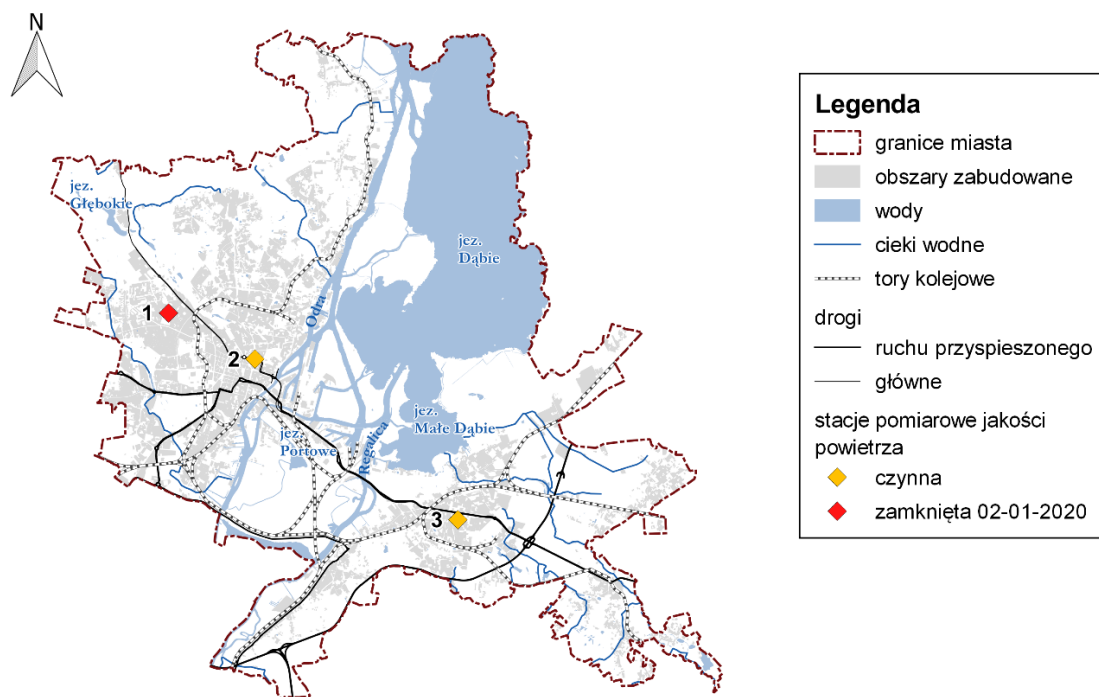 N
jez.
Głębokie
jez.
Dąbie
Odra
1
2
jez.
Małe Dąbie
jez.
Portowe
Regalica
3
Legenda
granice miasta
obszary zabudowane
wody
cieki wodne
tory kolejowe
drogi
ruchu przyspieszonego
główne
stacje pomiarowe jakości
powietrza
czynna
zamknięta 02-01-2020